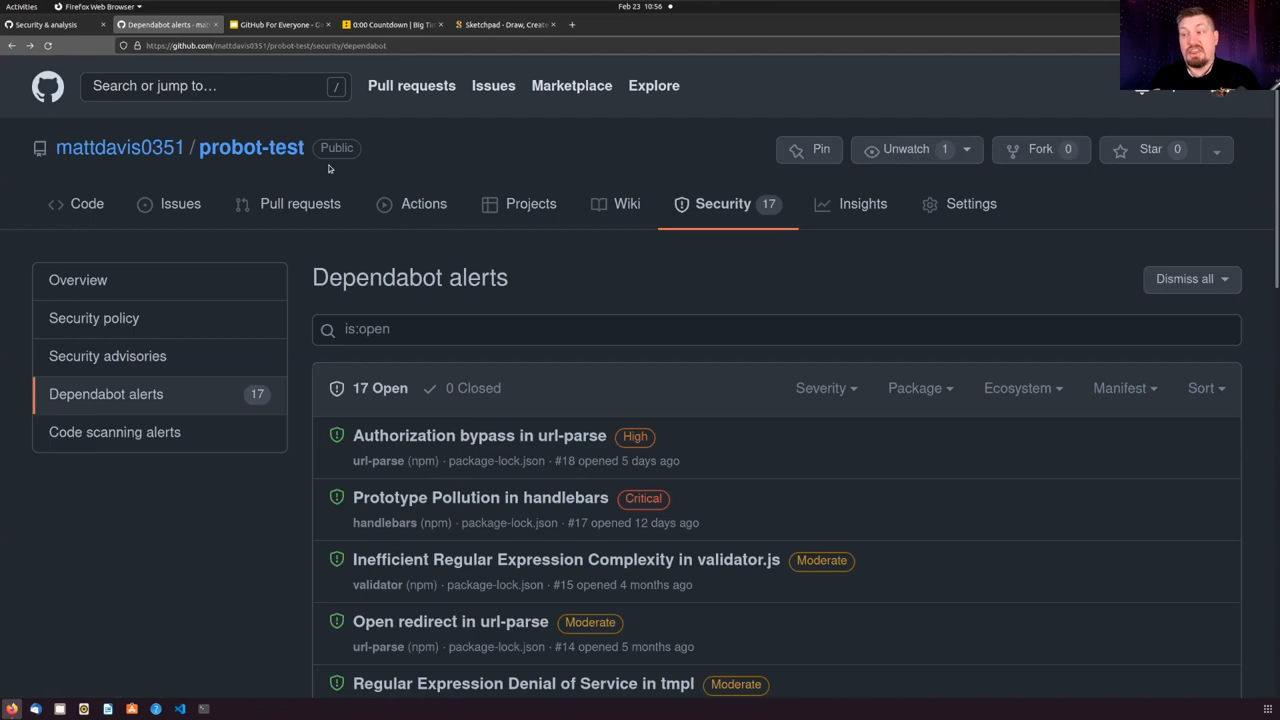 Activities
Firefox Web Browser
Feb 23 10:56
Security & analysis
Dependabot alerts - mat
GitHub For Everyone - Go
0:00 Countdown | Big Tim
Sketchpad - Draw, Create
https://github.com/mattdavis0351/probot-test/security/dependabot
Search or jump to… /
Pull requests
Issues
Marketplace
Explore
mattdavis0351 / probot-test Public
Pin
Unwatch 1
Fork 0
Star 0
Code
Issues
Pull requests
Actions
Projects
Wiki
Security 17
Insights
Settings
Overview
Security policy
Security advisories
Dependabot alerts 17
Code scanning alerts
Dependabot alerts
Dismiss all
is:open
17 Open 0 Closed
Severity Package Ecosystem Manifest Sort
Authorization bypass in url-parse High
url-parse (npm) · package-lock.json · #18 opened 5 days ago
Prototype Pollution in handlebars Critical
handlebars (npm) · package-lock.json · #17 opened 12 days ago
Inefficient Regular Expression Complexity in validator.js Moderate
validator (npm) · package-lock.json · #15 opened 4 months ago
Open redirect in url-parse Moderate
url-parse (npm) · package-lock.json · #14 opened 5 months ago
Regular Expression Denial of Service in tmpl Moderate